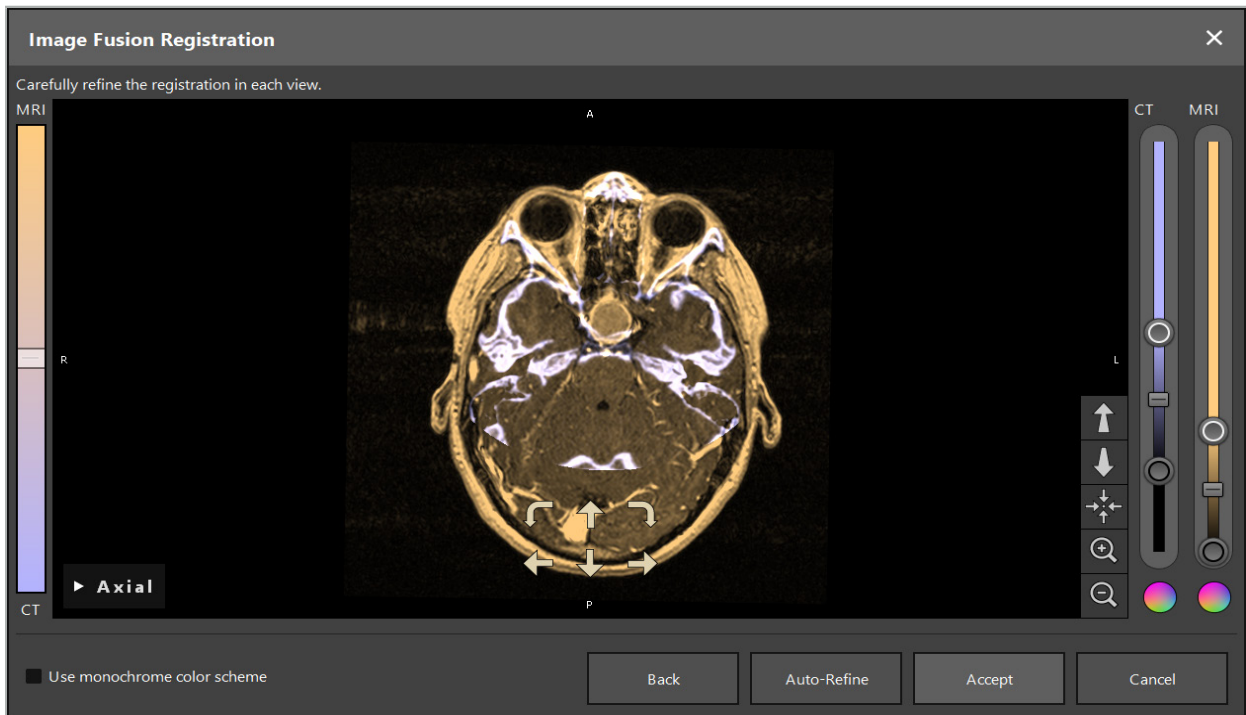 Image Fusion Registration
Carefully refine the registration in each view.
MRI
CT
MRI
A
R
L
Axial
P
CT
Use monochrome color scheme
Back
Auto-Refine
Accept
Cancel